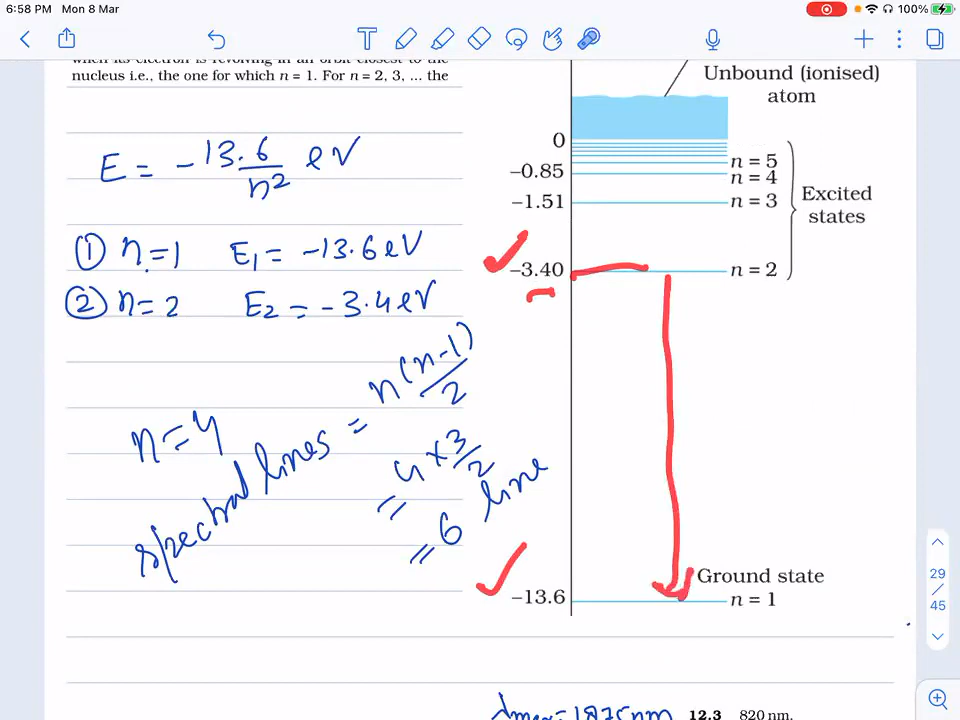 6:58 PM Mon 8 Mar
100%
T
when its electron is revolving in an orbit closest to the
nucleus i.e., the one for which n = 1. For n = 2, 3, ... the
E = -13.6/n² eV
① n=1 E₁ = -13.6 eV
② n=2 E₂ = -3.4 eV
n=4
spectral lines = n(n-1)/2
= 4×3/2
= 6 line
Unbound (ionised)
atom
0
−0.85
−1.51
−3.40
−13.6
n = 5
n = 4
n = 3
n = 2
Excited
states
Ground state
n = 1
29
/
45
λmax = 1875nm
12.3 820 nm.